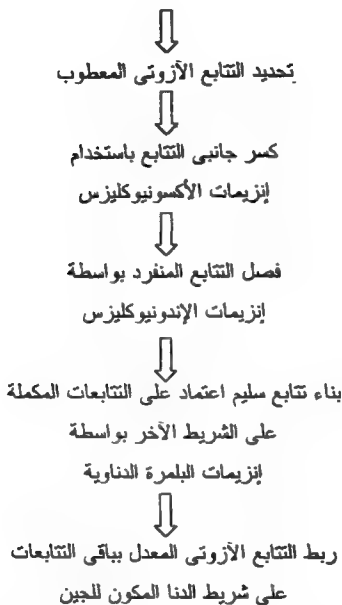 تحديد التتابع الآزوتى المعطوب
كسر جانبى التتابع باستخدام
إنزيمات الأكسونيوكليزس
فصل التتابع المنفرد بواسطة
إنزيمات الإندونيوكليزس
بناء تتابع سليم اعتماد على التتابعات المكملة
على الشريط الآخر بواسطة
إنزيمات البلمرة الدناوية
ربط التتابع الآزوتى المعدل بباقى التتابعات
على شريط الدنا المكون للجين